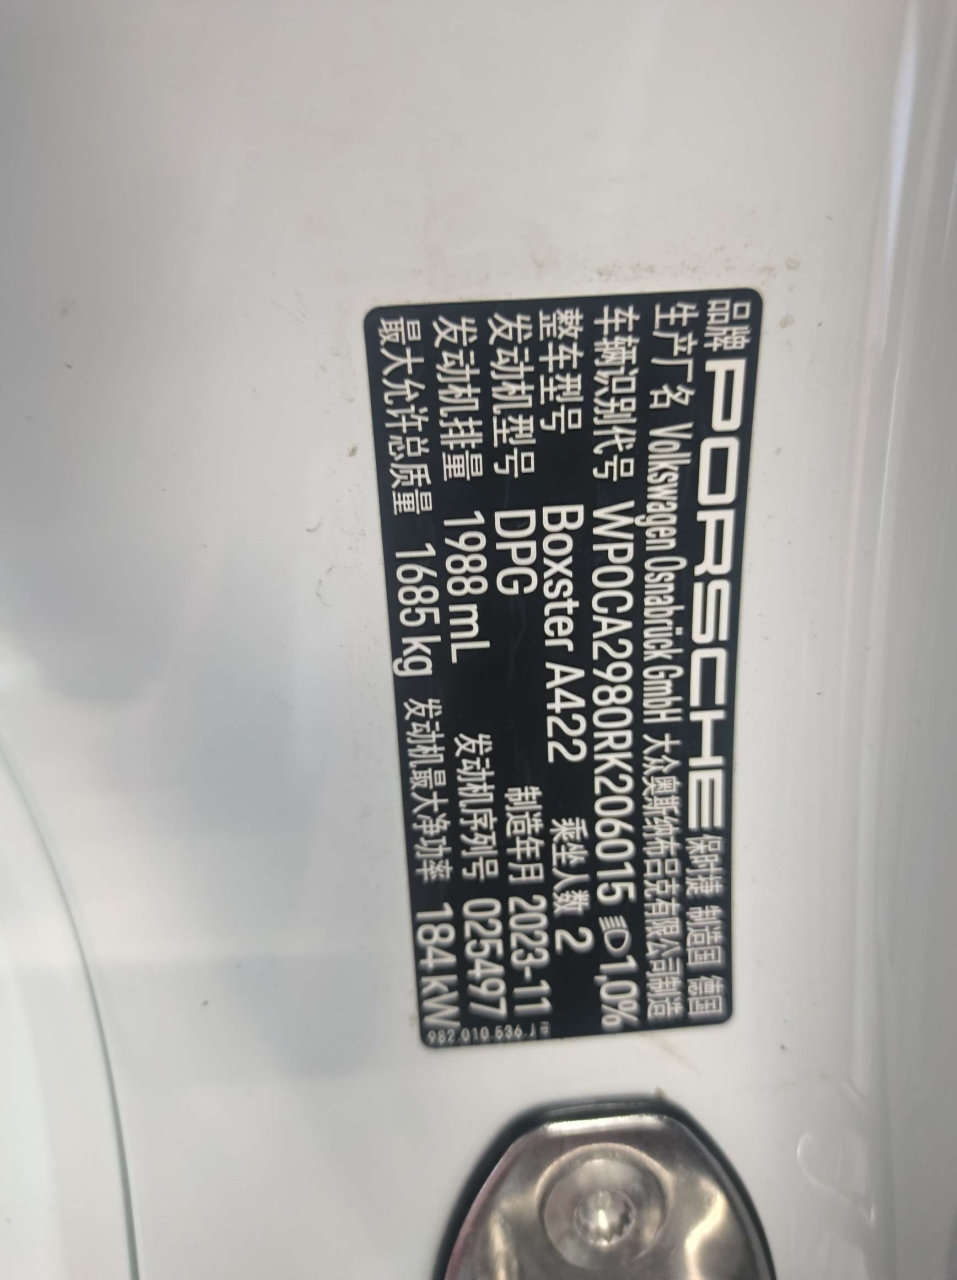 品牌 PORSCHE 保时捷 制造国 德国
生产厂名 Volkswagen Osnabrück GmbH 大众奥斯纳布吕克有限公司制造
车辆识别代号 WP0CA2980RK206015 1,0%
整车型号 Boxster A422 乘坐人数 2
发动机型号 DPG 制造年月 2023-11
发动机排量 1988 mL 发动机序列号 025497
最大允许总质量 1685 kg 发动机最大净功率 184 kW
982.010.536.J